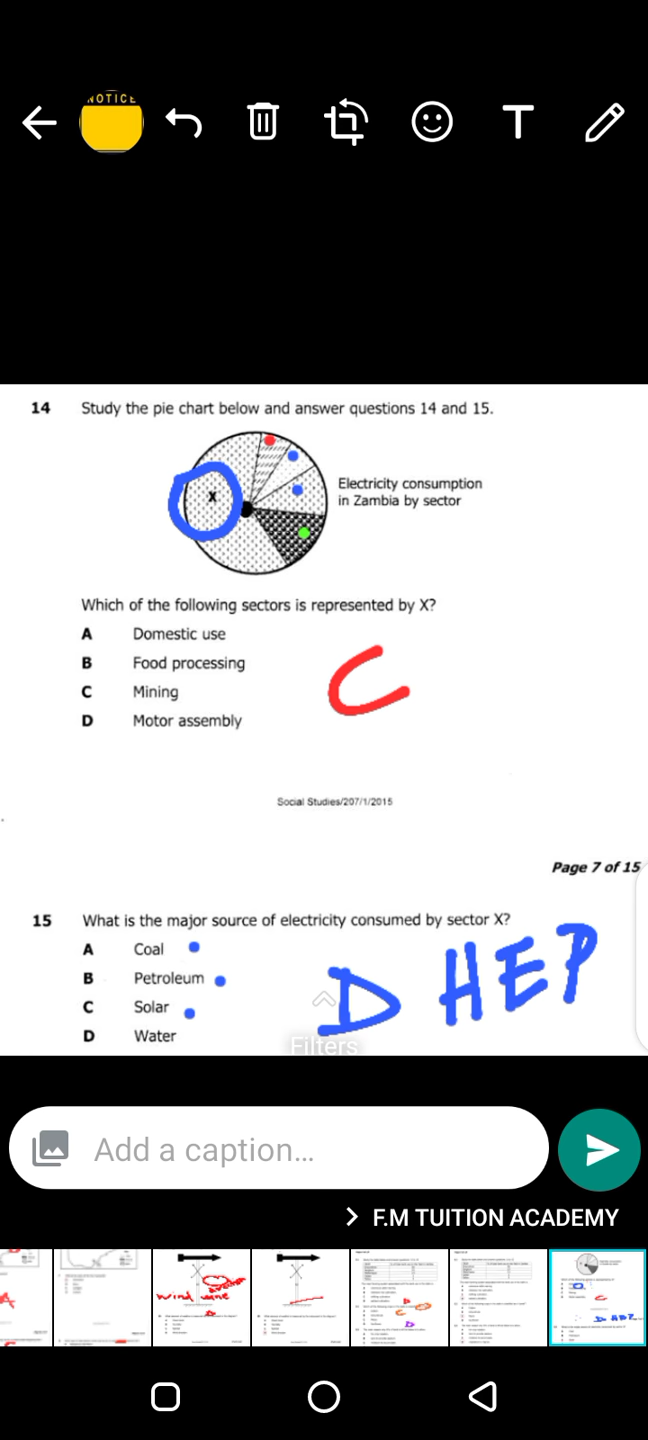 NOTICE
T
14 Study the pie chart below and answer questions 14 and 15.
X
Electricity consumption
in Zambia by sector
Which of the following sectors is represented by X?
A Domestic use
B Food processing
C Mining
D Motor assembly
C
Social Studies/207/1/2015
Page 7 of 15
15 What is the major source of electricity consumed by sector X?
A Coal
B Petroleum
C Solar
D Water
D HEP
Filters
Add a caption...
> F.M TUITION ACADEMY
wind vane